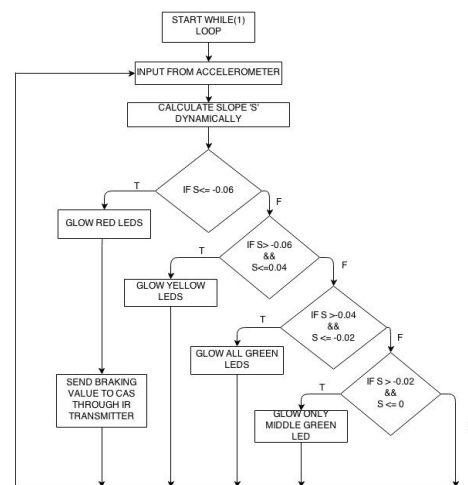 START WHILE(1)
LOOP
INPUT FROM ACCELEROMETER
CALCULATE SLOPE 'S'
DYNAMICALLY
IF S<= -0.06
T
F
GLOW RED LEDS
IF S> -0.06
&&
S<=0.04
T
F
GLOW YELLOW
LEDS
IF S >-0.04
&&
S <= -0.02
T
F
GLOW ALL GREEN
LEDS
IF S > -0.02
&&
S <= 0
T
SEND BRAKING
VALUE TO CAS
THROUGH IR
TRANSMITTER
GLOW ONLY
MIDDLE GREEN
LED